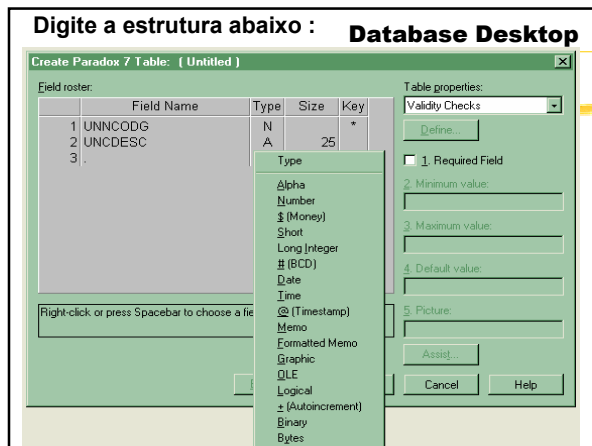 Digite a estrutura abaixo :
Database Desktop
Create Paradox 7 Table: ( Untitled )
Field roster:
Field Name Type Size Key
1 UNNCODG N *
2 UNCDESC A 25
3 .
Type
Alpha
Number
$ (Money)
Short
Long Integer
# (BCD)
Date
Time
@ (Timestamp)
Memo
Formatted Memo
Graphic
OLE
Logical
+ (Autoincrement)
Binary
Bytes
Right-click or press Spacebar to choose a fie
Table properties:
Validity Checks
Define...
1. Required Field
2. Minimum value:
3. Maximum value:
4. Default value:
5. Picture:
Assist...
Cancel Help